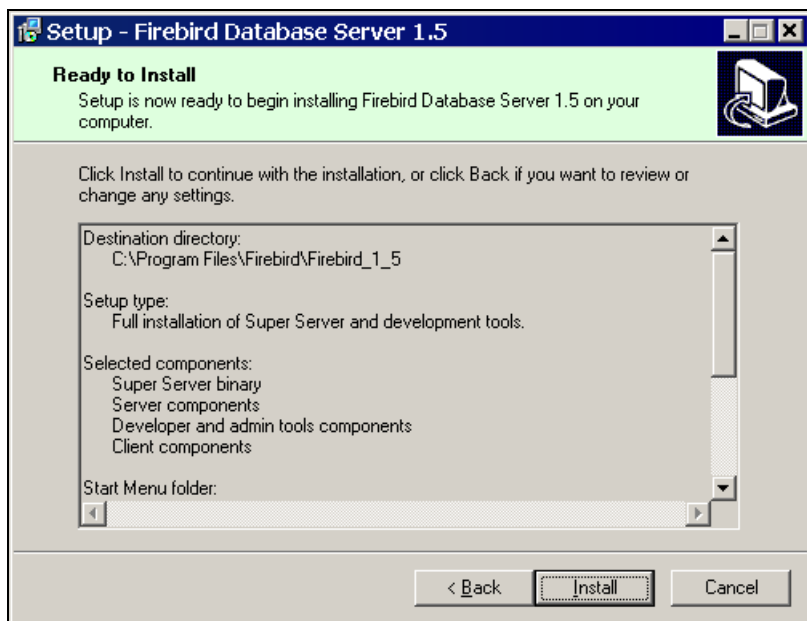 Setup - Firebird Database Server 1.5
Ready to Install
Setup is now ready to begin installing Firebird Database Server 1.5 on your
computer.
Click Install to continue with the installation, or click Back if you want to review or
change any settings.
Destination directory:
C:\Program Files\Firebird\Firebird_1_5
Setup type:
Full installation of Super Server and development tools.
Selected components:
Super Server binary
Server components
Developer and admin tools components
Client components
Start Menu folder:
< Back
Install
Cancel